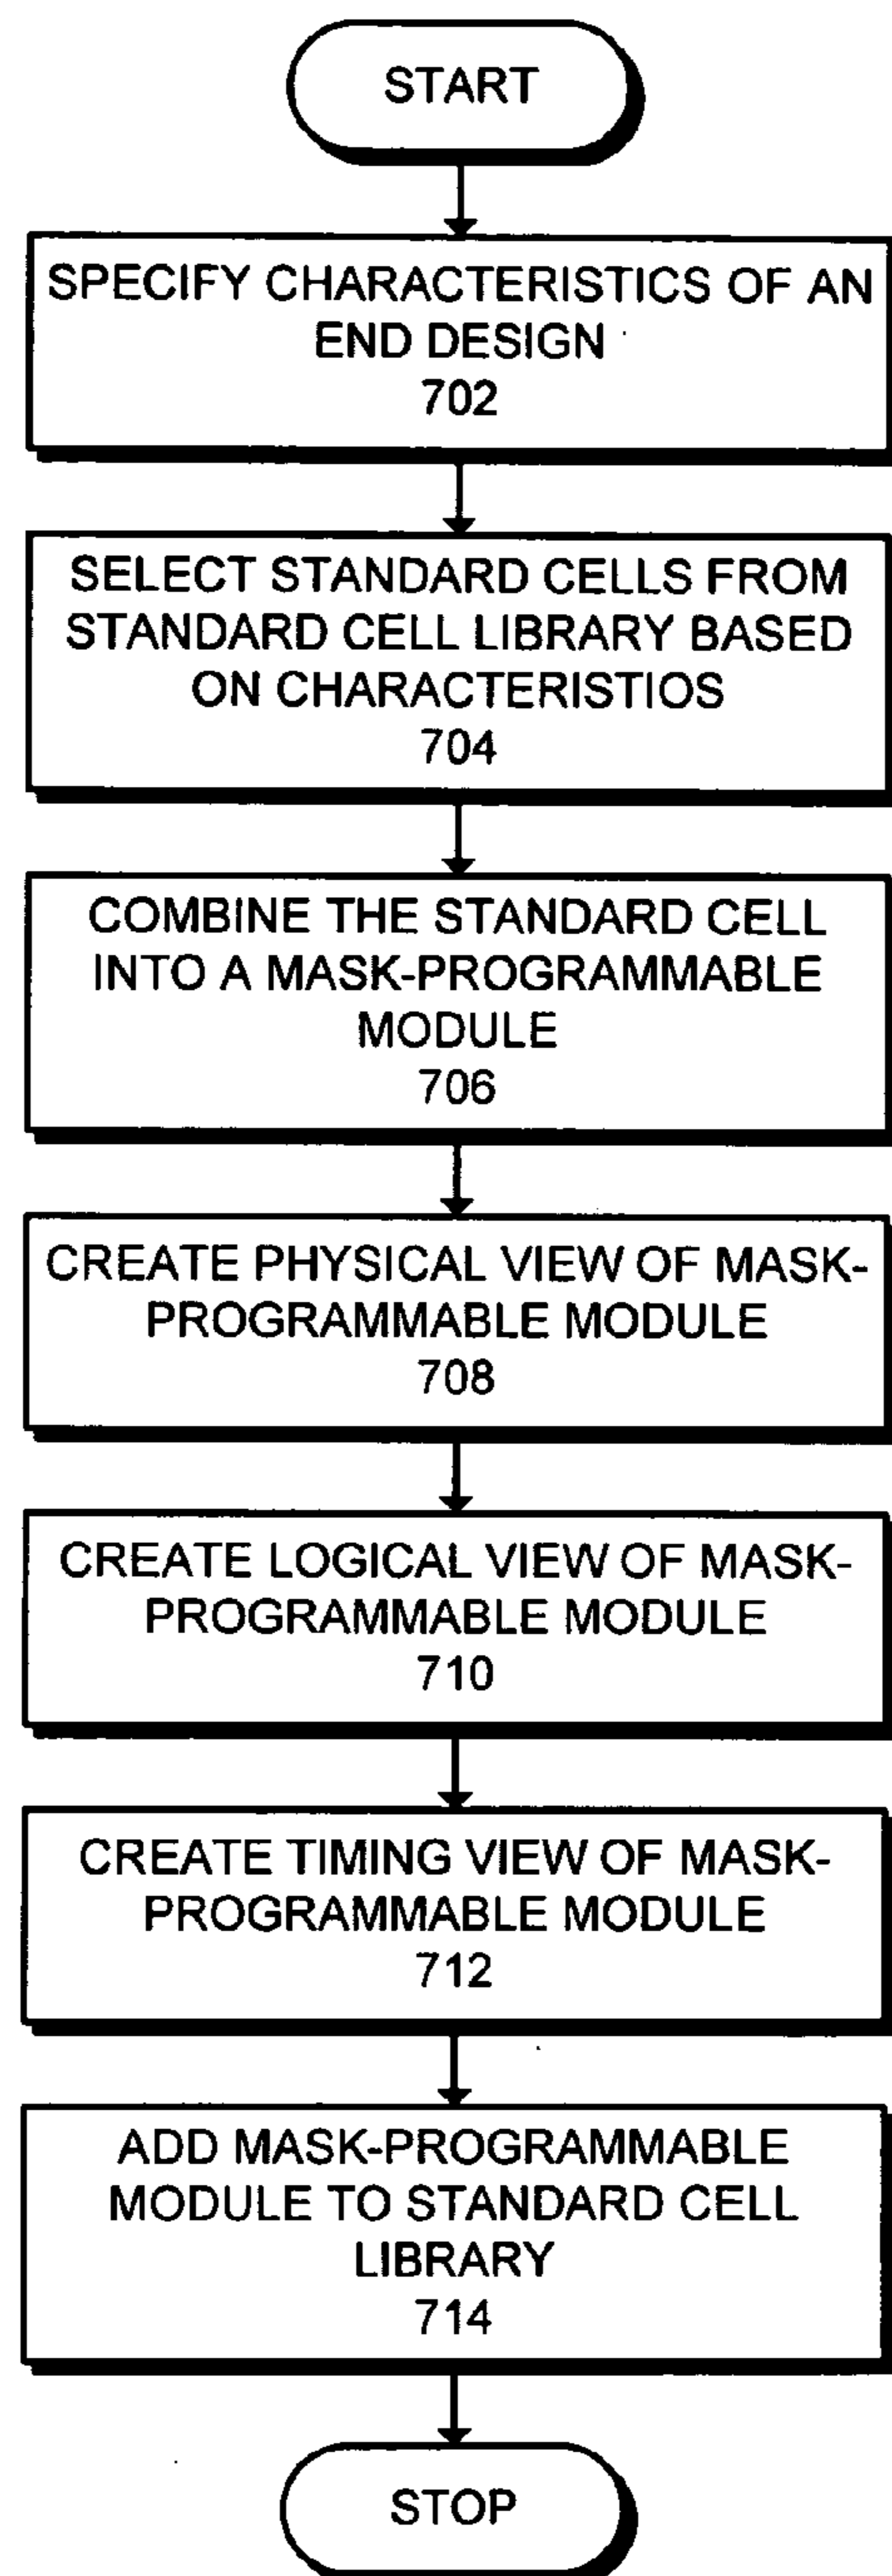 START
SPECIFY CHARACTERISTICS OF AN
END DESIGN
702
SELECT STANDARD CELLS FROM
STANDARD CELL LIBRARY BASED
ON CHARACTERISTIOS
704
COMBINE THE STANDARD CELL
INTO A MASK-PROGRAMMABLE
MODULE
706
CREATE PHYSICAL VIEW OF MASK-
PROGRAMMABLE MODULE
708
CREATE LOGICAL VIEW OF MASK-
PROGRAMMABLE MODULE
710
CREATE TIMING VIEW OF MASK-
PROGRAMMABLE MODULE
712
ADD MASK-PROGRAMMABLE
MODULE TO STANDARD CELL
LIBRARY
714
STOP